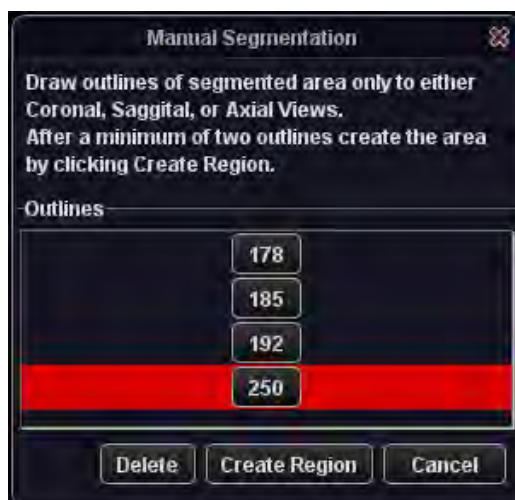 Manual Segmentation
Draw outlines of segmented area only to either
Coronal, Saggital, or Axial Views.
After a minimum of two outlines create the area
by clicking Create Region.
Outlines
178
185
192
250
Delete Create Region Cancel